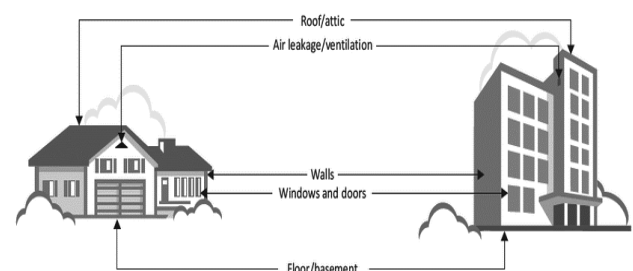 Roof/attic
Air leakage/ventilation
Walls
Windows and doors
Floor/basement